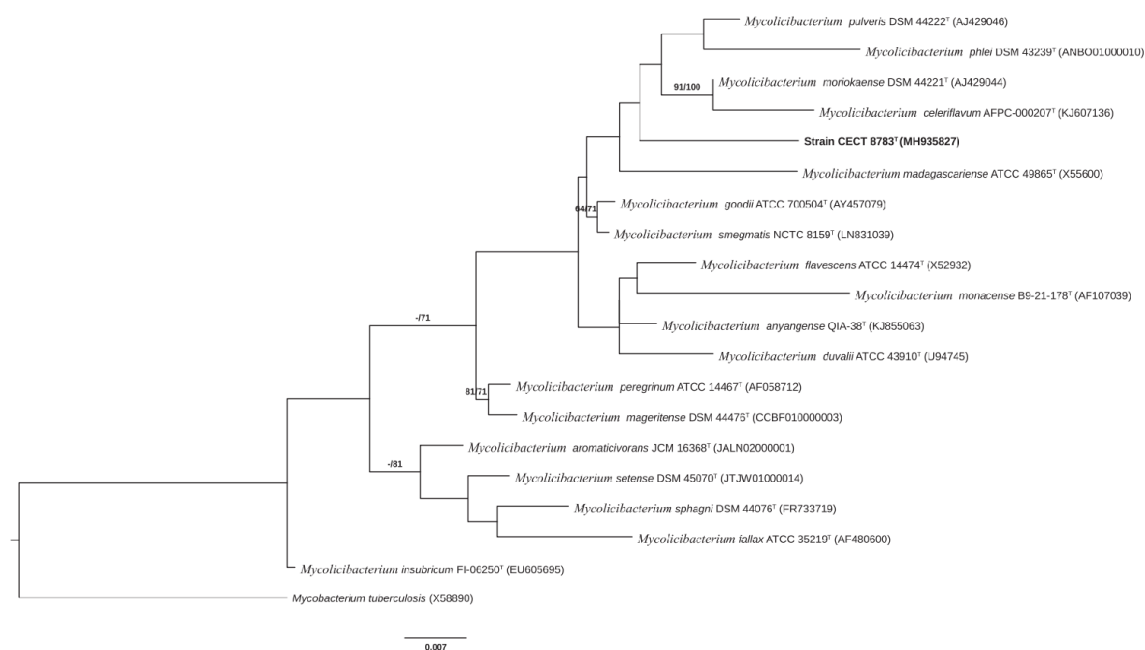 Mycolicibacterium pulveris DSM 44222ᵀ (AJ429046)
Mycolicibacterium phlei DSM 43239ᵀ (ANBO01000010)
91/100
Mycolicibacterium moriokaense DSM 44221ᵀ (AJ429044)
Mycolicibacterium celeriflavum AFPC-000207ᵀ (KJ607136)
Strain CECT 8783ᵀ (MH935827)
Mycolicibacterium madagascariense ATCC 49865ᵀ (X55600)
64/71
Mycolicibacterium goodii ATCC 700504ᵀ (AY457079)
Mycolicibacterium smegmatis NCTC 8159ᵀ (LN831039)
Mycolicibacterium flavescens ATCC 14474ᵀ (X52932)
Mycolicibacterium monacense B9-21-178ᵀ (AF107039)
-/71
Mycolicibacterium anyangense QIA-38ᵀ (KJ855063)
Mycolicibacterium duvalii ATCC 43910ᵀ (U94745)
81/71
Mycolicibacterium peregrinum ATCC 14467ᵀ (AF058712)
Mycolicibacterium mageritense DSM 44476ᵀ (CCBF010000003)
Mycolicibacterium aromaticivorans JCM 16368ᵀ (JALN02000001)
-/81
Mycolicibacterium setense DSM 45070ᵀ (JTJW01000014)
Mycolicibacterium sphagni DSM 44076ᵀ (FR733719)
Mycolicibacterium fallax ATCC 35219ᵀ (AF480600)
Mycolicibacterium insubricum FI-06250ᵀ (EU605695)
Mycobacterium tuberculosis (X58890)
0.007